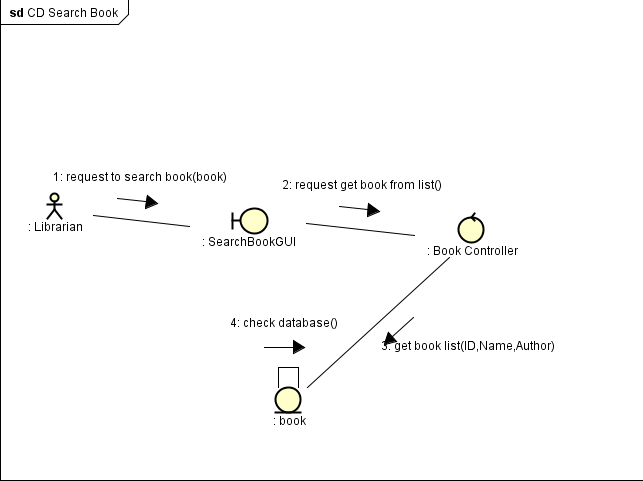 sd CD Search Book
1: request to search book(book)
2: request get book from list()
: Librarian
: SearchBookGUI
: Book Controller
4: check database()
3: get book list(ID,Name,Author)
: book